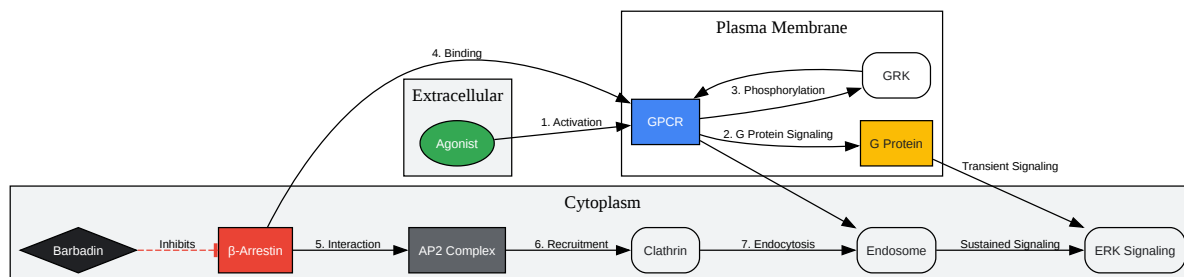 Plasma Membrane
4. Binding
GRK
Extracellular
3. Phosphorylation
GPCR
1. Activation
2. G Protein Signaling
Agonist
G Protein
Transient Signaling
Cytoplasm
Barbadin
Inhibits
β-Arrestin
5. Interaction
AP2 Complex
6. Recruitment
Clathrin
7. Endocytosis
Endosome
Sustained Signaling
ERK Signaling